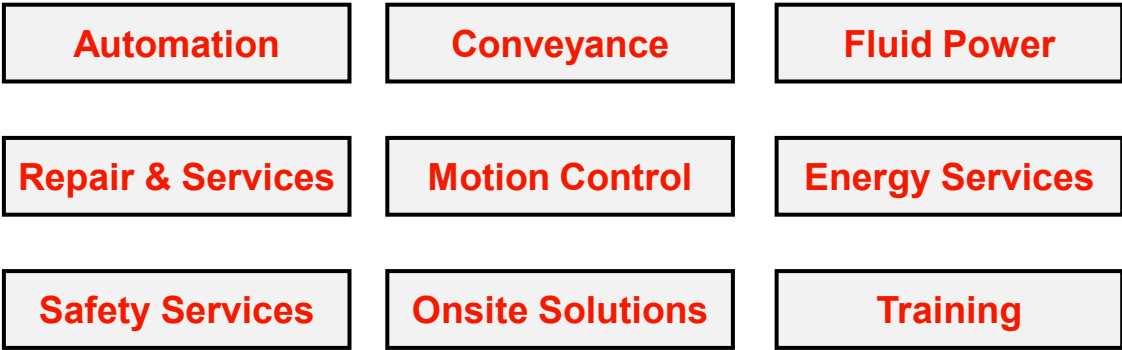 Automation
Conveyance
Fluid Power
Repair & Services
Motion Control
Energy Services
Safety Services
Onsite Solutions
Training